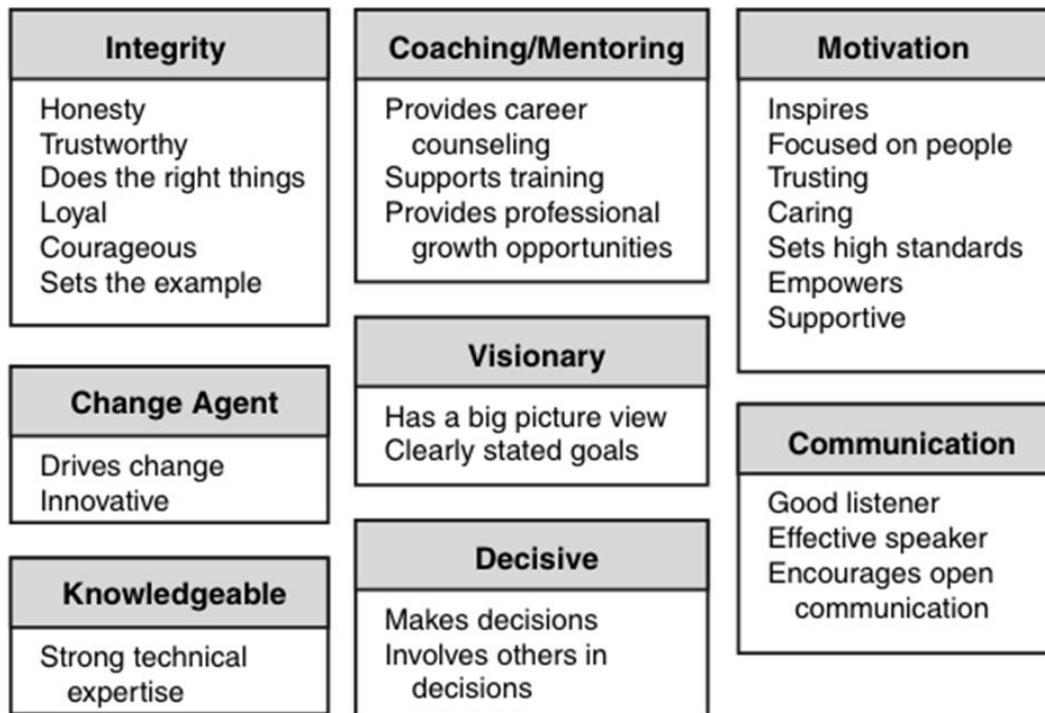 Integrity
Honesty
Trustworthy
Does the right things
Loyal
Courageous
Sets the example
Change Agent
Drives change
Innovative
Knowledgeable
Strong technical
expertise
Coaching/Mentoring
Provides career
counseling
Supports training
Provides professional
growth opportunities
Visionary
Has a big picture view
Clearly stated goals
Decisive
Makes decisions
Involves others in
decisions
Motivation
Inspires
Focused on people
Trusting
Caring
Sets high standards
Empowers
Supportive
Communication
Good listener
Effective speaker
Encourages open
communication